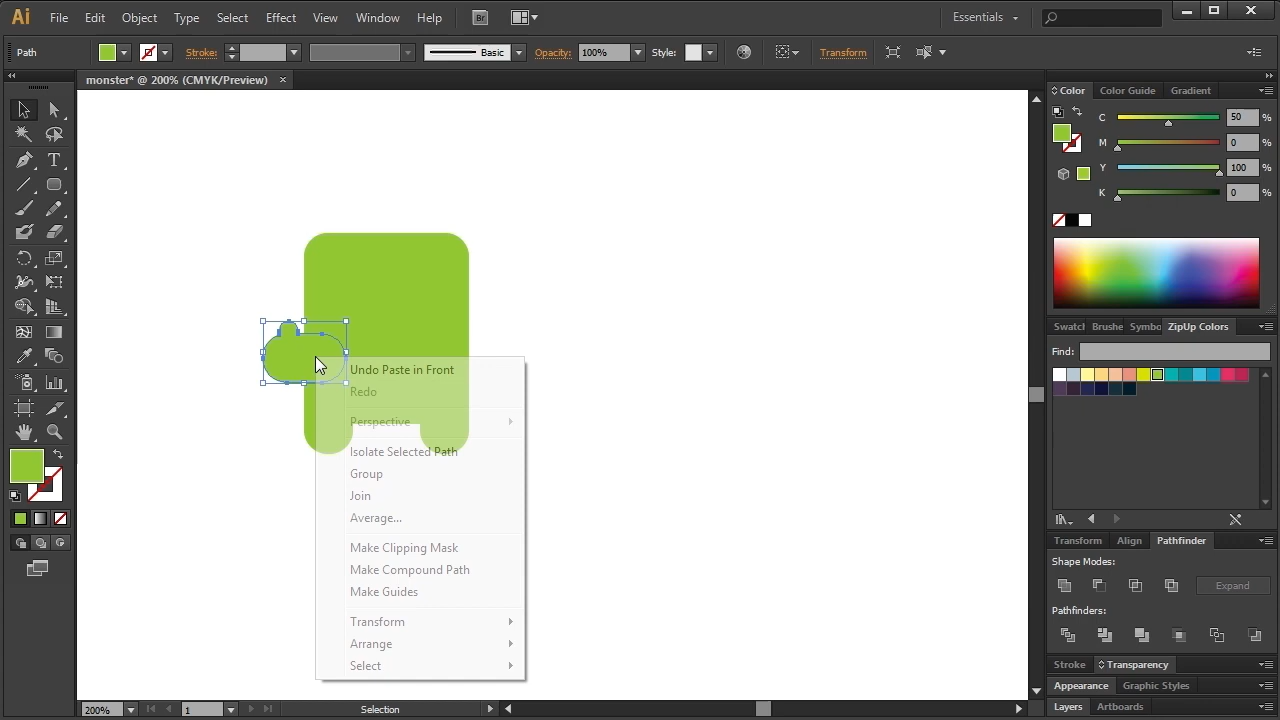 Ai File Edit Object Type Select Effect View Window Help Br Essentials
Path Stroke: Basic Opacity: 100% Style: Transform
monster* @ 200% (CMYK/Preview)
Color Color Guide Gradient
C 50 %
M 0 %
Y 100 %
K 0 %
Swatcl Brushe Symbo ZipUp Colors
Find:
Undo Paste in Front
Redo
Perspective
Isolate Selected Path
Group
Join
Average...
Make Clipping Mask
Make Compound Path
Make Guides
Transform
Arrange
Select
Transform Align Pathfinder
Shape Modes:
Expand
Pathfinders:
Stroke Transparency
Appearance Graphic Styles
Layers Artboards
200% 1 Selection